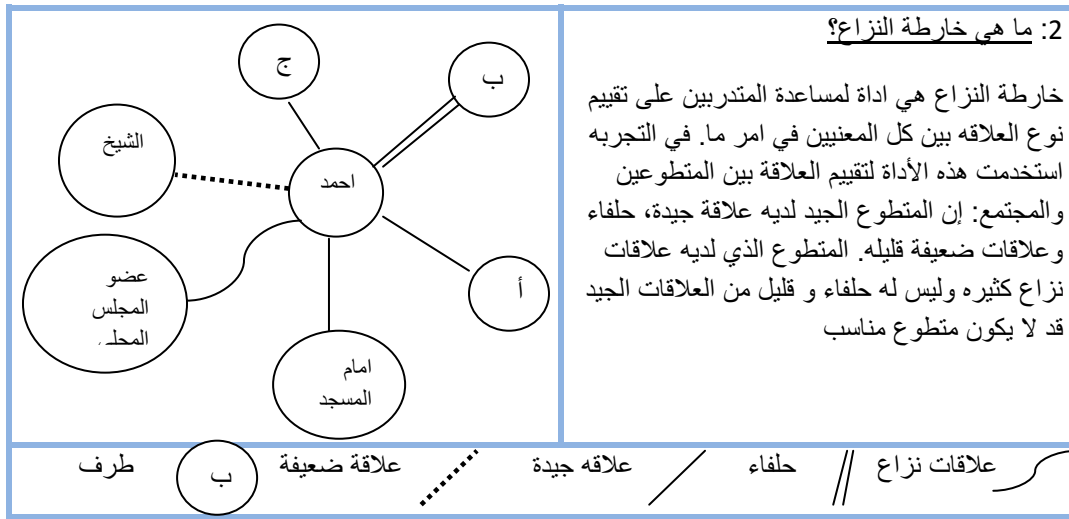 2: ما هي خارطة النزاع؟
خارطة النزاع هي اداة لمساعدة المتدربين على تقييم
نوع العلاقه بين كل المعنيين في امر ما. في التجربه
استخدمت هذه الأداة لتقييم العلاقة بين المتطوعين
والمجتمع: إن المتطوع الجيد لديه علاقة جيدة، حلفاء
وعلاقات ضعيفة قليله. المتطوع الذي لديه علاقات
نزاع كثيره وليس له حلفاء و قليل من العلاقات الجيد
قد لا يكون متطوع مناسب
ج
ب
الشيخ
احمد
عضو
المجلس
المحلي
أ
امام
المسجد
علاقات نزاع
حلفاء
علاقه جيدة
علاقة ضعيفة
ب
طرف